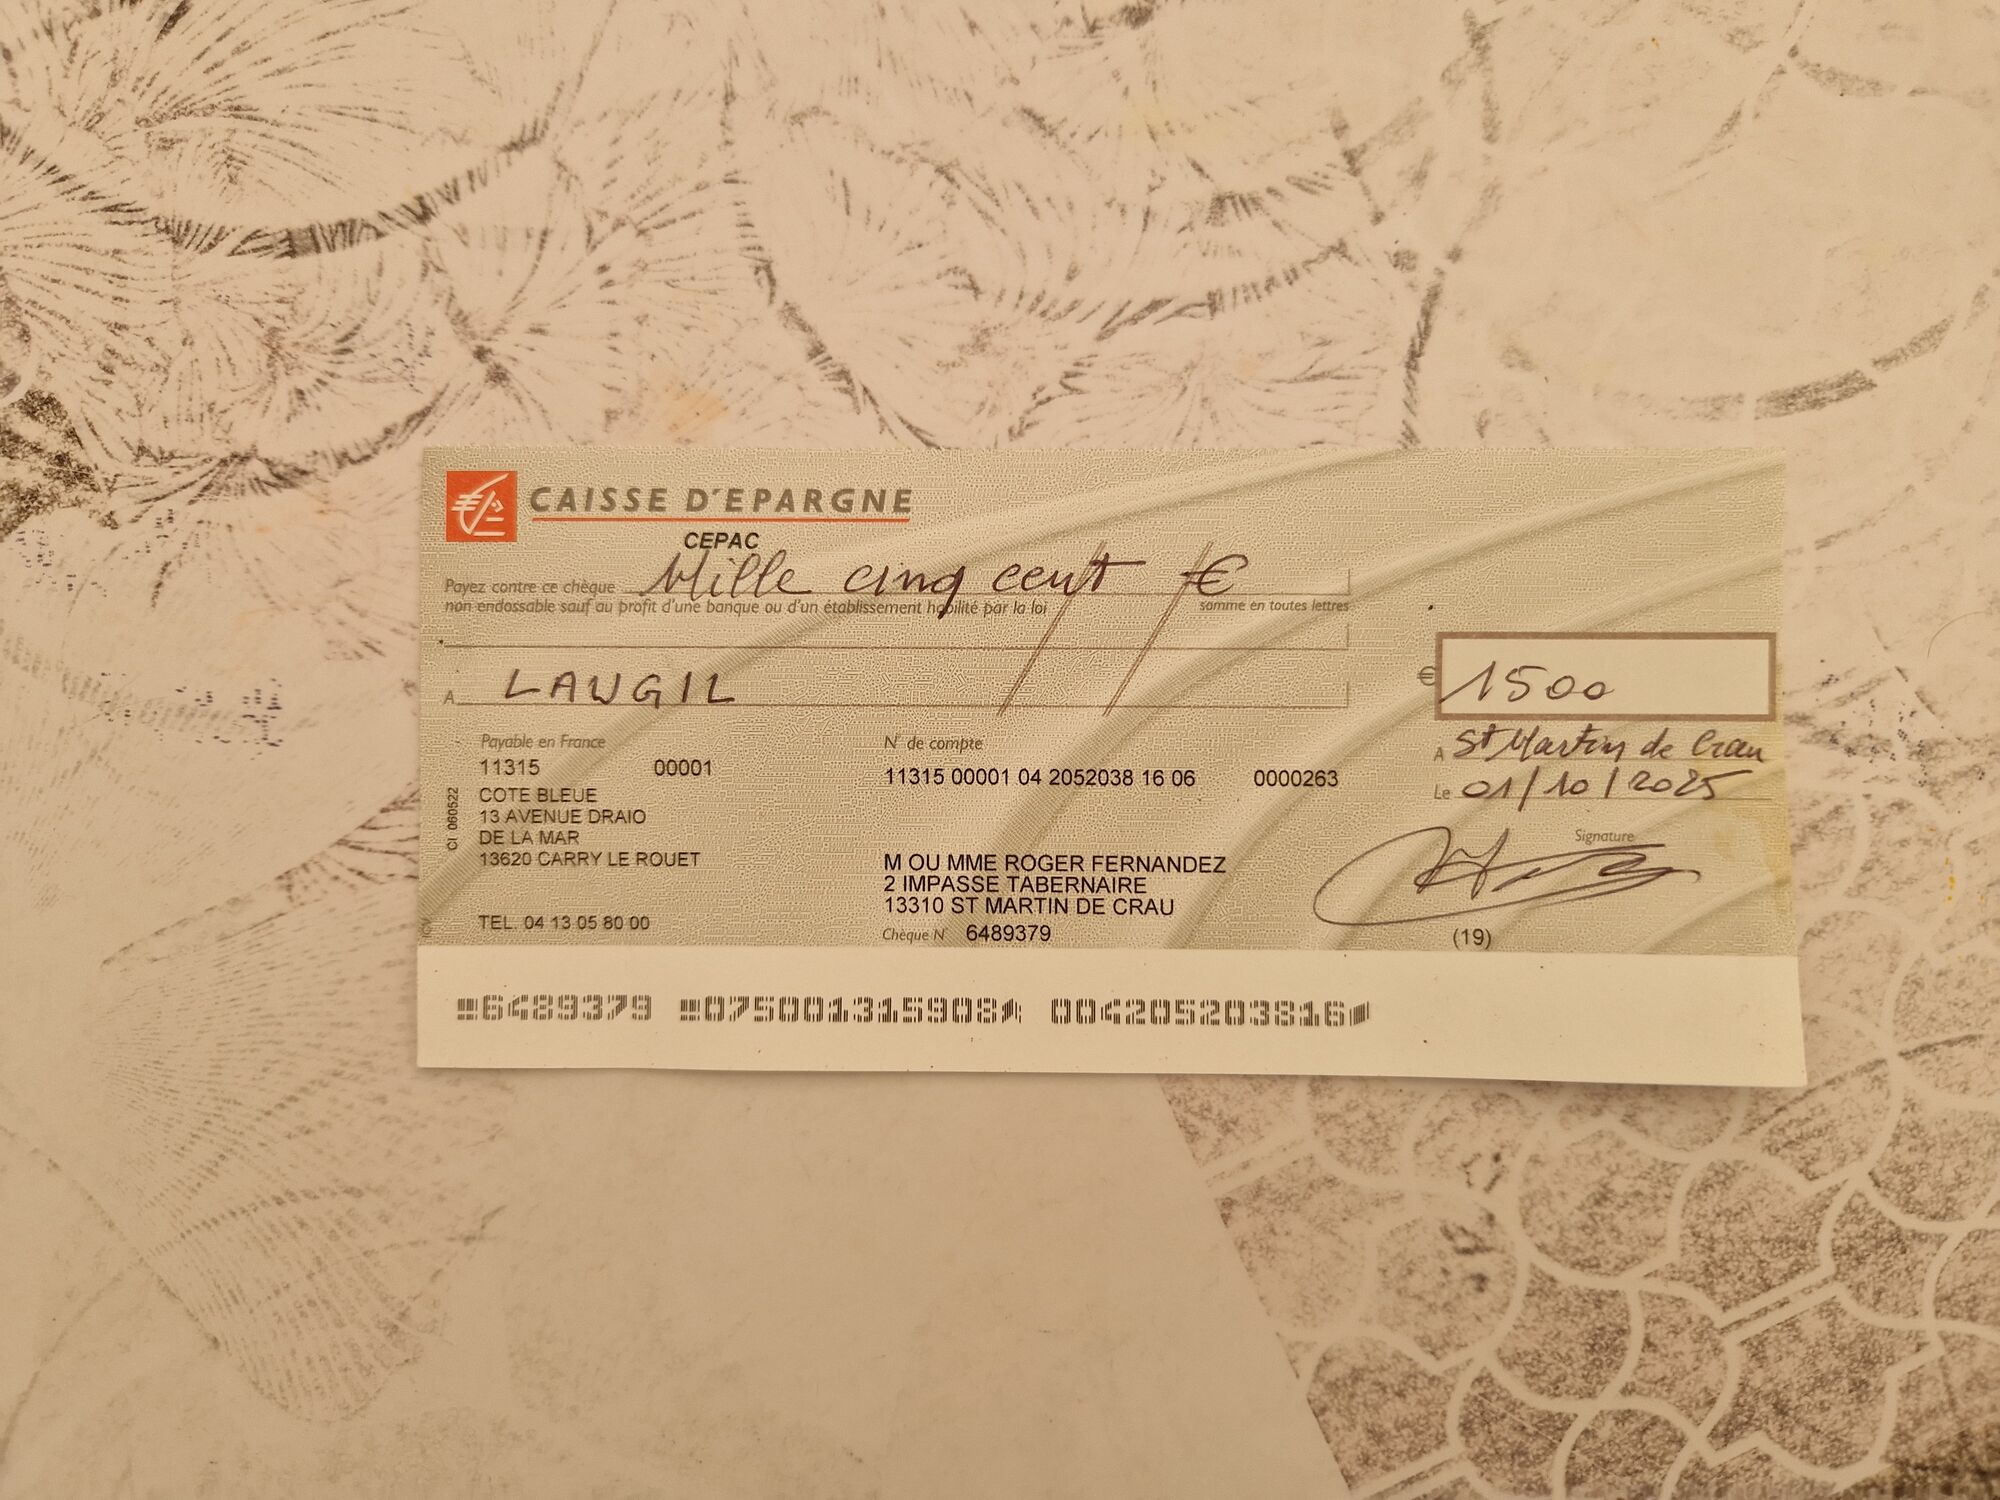 CAISSE D'EPARGNE
CEPAC
Payez contre ce chèque Mille cinq cent €
non endossable sauf au profit d'une banque ou d'un établissement habilité par la loi somme en toutes lettres
A LAUGIL
€ 1500
A St Martin de Crau
Le 01/10/2025
Payable en France
11315 00001
COTE BLEUE
13 AVENUE DRAIO
DE LA MAR
13620 CARRY LE ROUET
TEL. 04 13 05 80 00
CI 060522
N° de compte
11315 00001 04 2052038 16 06 0000263
M OU MME ROGER FERNANDEZ
2 IMPASSE TABERNAIRE
13310 ST MARTIN DE CRAU
Chèque N° 6489379
Signature
(19)
6489379 075001315908 004205203816